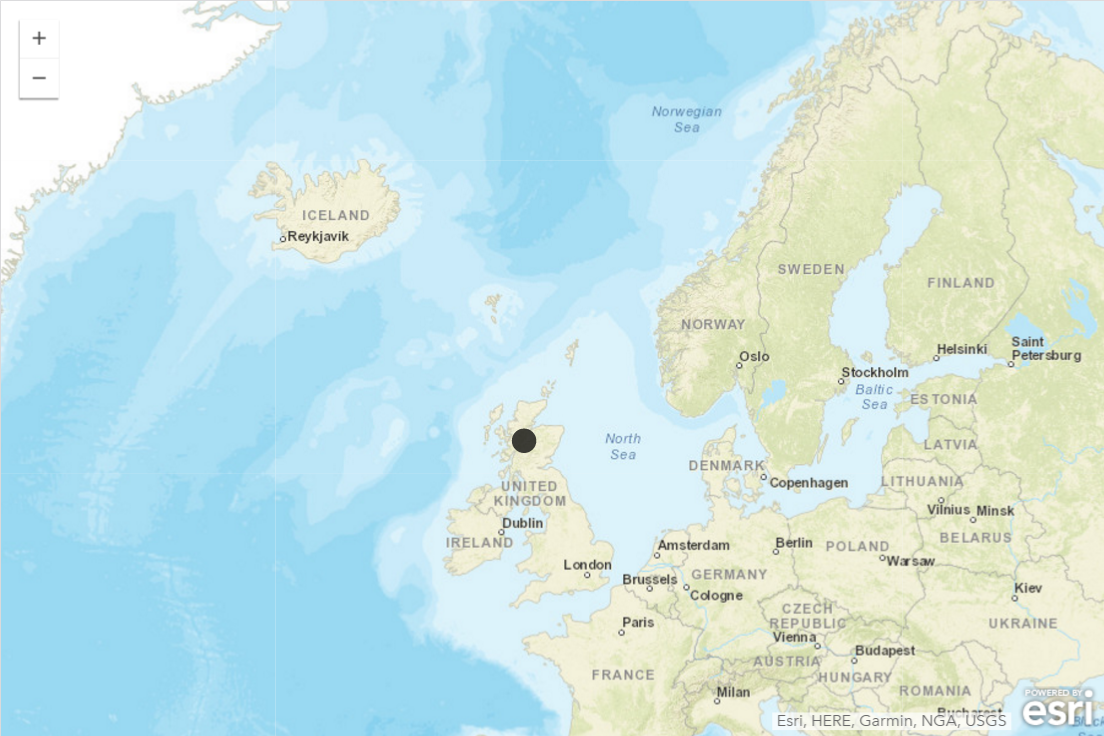 +
−
Norwegian
Sea
ICELAND
Reykjavík
SWEDEN
FINLAND
NORWAY
Oslo
Helsinki
Saint
Petersburg
Stockholm
Baltic
Sea
ESTONIA
North
Sea
LATVIA
DENMARK
Copenhagen
LITHUANIA
UNITED
KINGDOM
Vilnius
Minsk
Dublin
IRELAND
BELARUS
Amsterdam
Berlin
POLAND
Warsaw
London
Brussels
GERMANY
Cologne
Kiev
CZECH
REPUBLIC
Paris
UKRAINE
Vienna
Budapest
AUSTRIA
FRANCE
HUNGARY
Milan
ROMANIA
Bucharest
POWERED BY
esri
Esri, HERE, Garmin, NGA, USGS